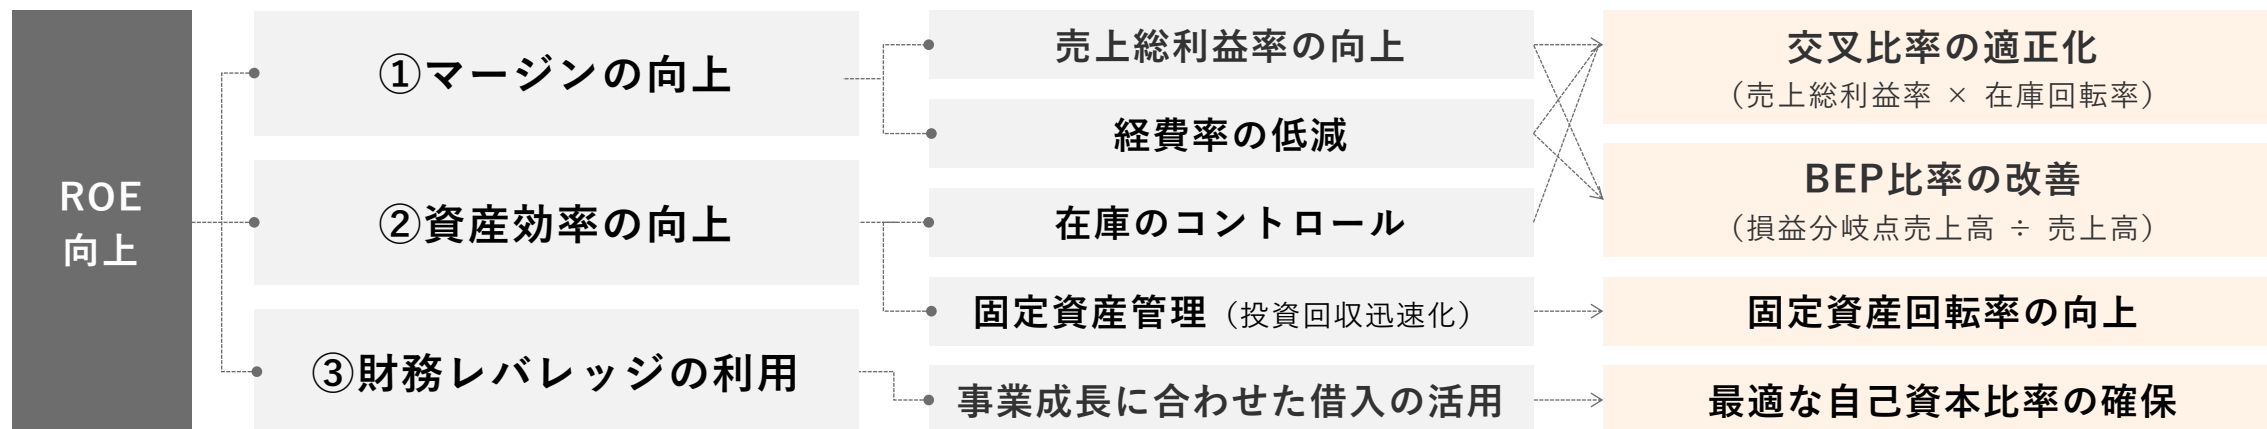 ROE
向上
①マージンの向上
②資産効率の向上
③財務レバレッジの利用
売上総利益率の向上
経費率の低減
在庫のコントロール
固定資産管理（投資回収迅速化）
事業成長に合わせた借入の活用
交叉比率の適正化
（売上総利益率 × 在庫回転率）
BEP比率の改善
（損益分岐点売上高 ÷ 売上高）
固定資産回転率の向上
最適な自己資本比率の確保